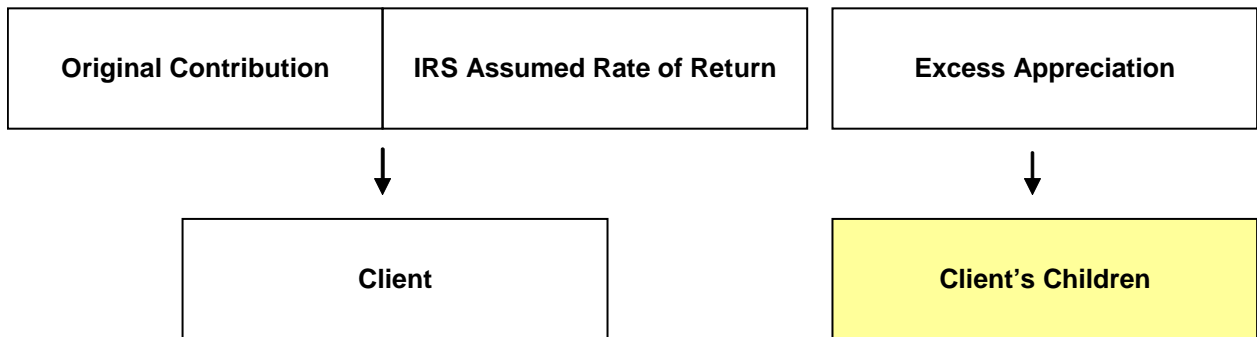 Original Contribution
IRS Assumed Rate of Return
Excess Appreciation
Client
Client’s Children